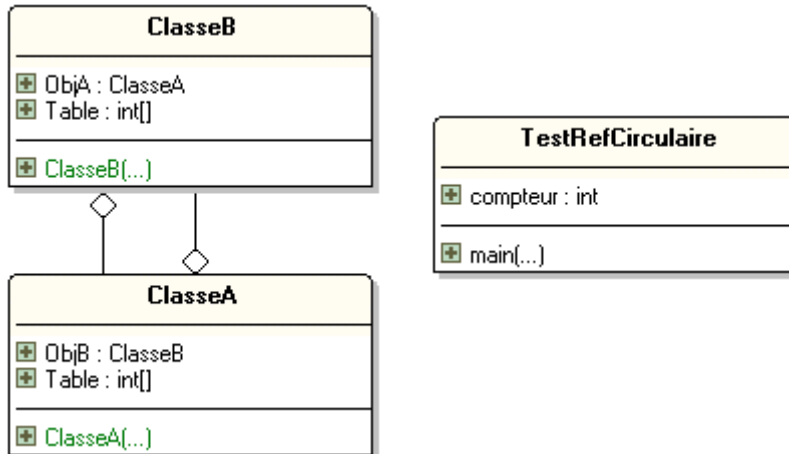 ClasseB
ObjA : ClasseA
Table : int[]
ClasseB(...)
TestRefCirculaire
compteur : int
main(...)
ClasseA
ObjB : ClasseB
Table : int[]
ClasseA(...)